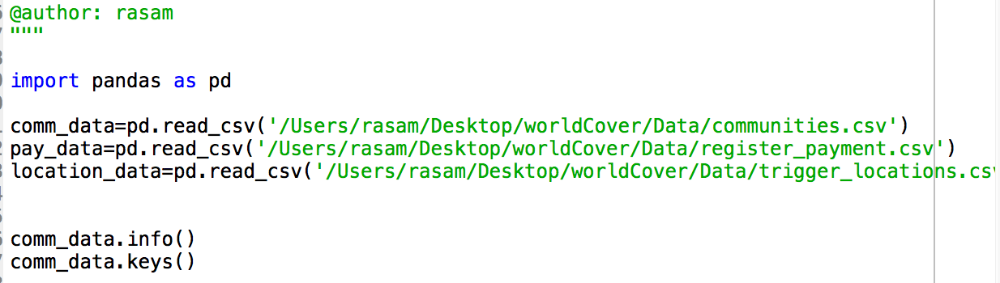 @author: rasam
"""
import pandas as pd
comm_data=pd.read_csv('/Users/rasam/Desktop/worldCover/Data/communities.csv')
pay_data=pd.read_csv('/Users/rasam/Desktop/worldCover/Data/register_payment.csv')
location_data=pd.read_csv('/Users/rasam/Desktop/worldCover/Data/trigger_locations.csv
comm_data.info()
comm_data.keys()